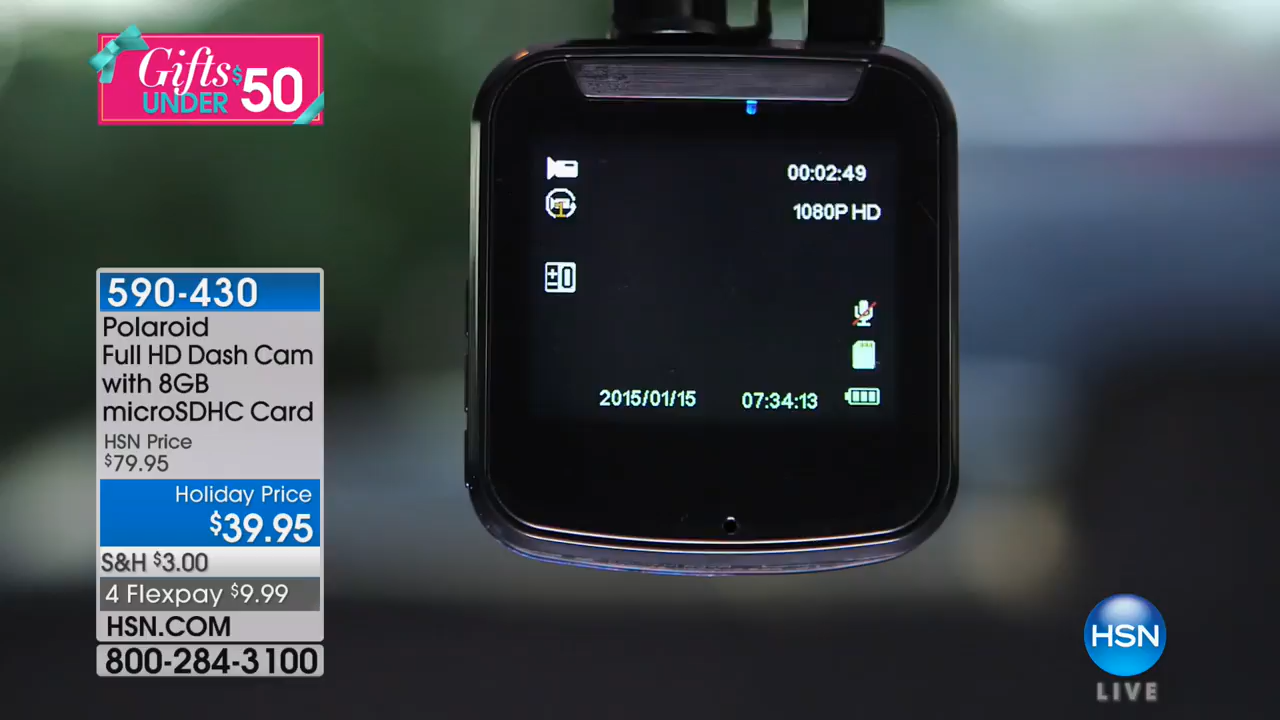 Gifts
UNDER $50
590-430
Polaroid
Full HD Dash Cam
with 8GB
microSDHC Card
HSN Price
$79.95
Holiday Price
$39.95
S&H $3.00
4 Flexpay $9.99
HSN.COM
800-284-3100
00:02:49
1080P HD
±0
2015/01/15 07:34:13
HSN
LIVE